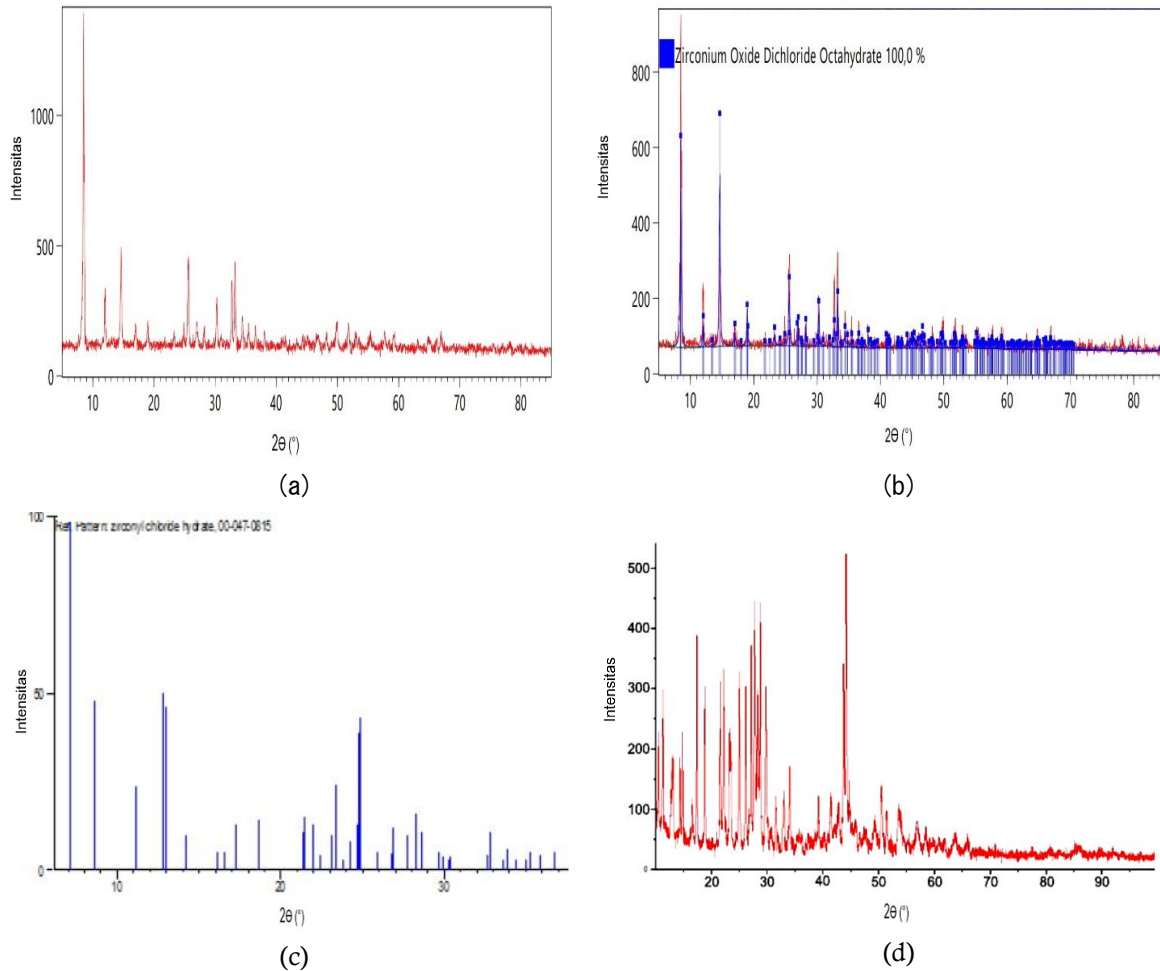 1000
500
0
Intensitas
10 20 30 40 50 60 70 80
2θ (°)
(a)
Zirconium Oxide Dichloride Octahydrate 100,0 %
800
600
400
200
0
Intensitas
10 20 30 40 50 60 70 80
2θ (°)
(b)
Ref. Pattern: zirconyl chloride hydrate, 00-047-0815
100
50
0
Intensitas
10 20 30
2θ (°)
(c)
500
400
300
200
100
0
Intensitas
20 30 40 50 60 70 80 90
2θ (°)
(d)